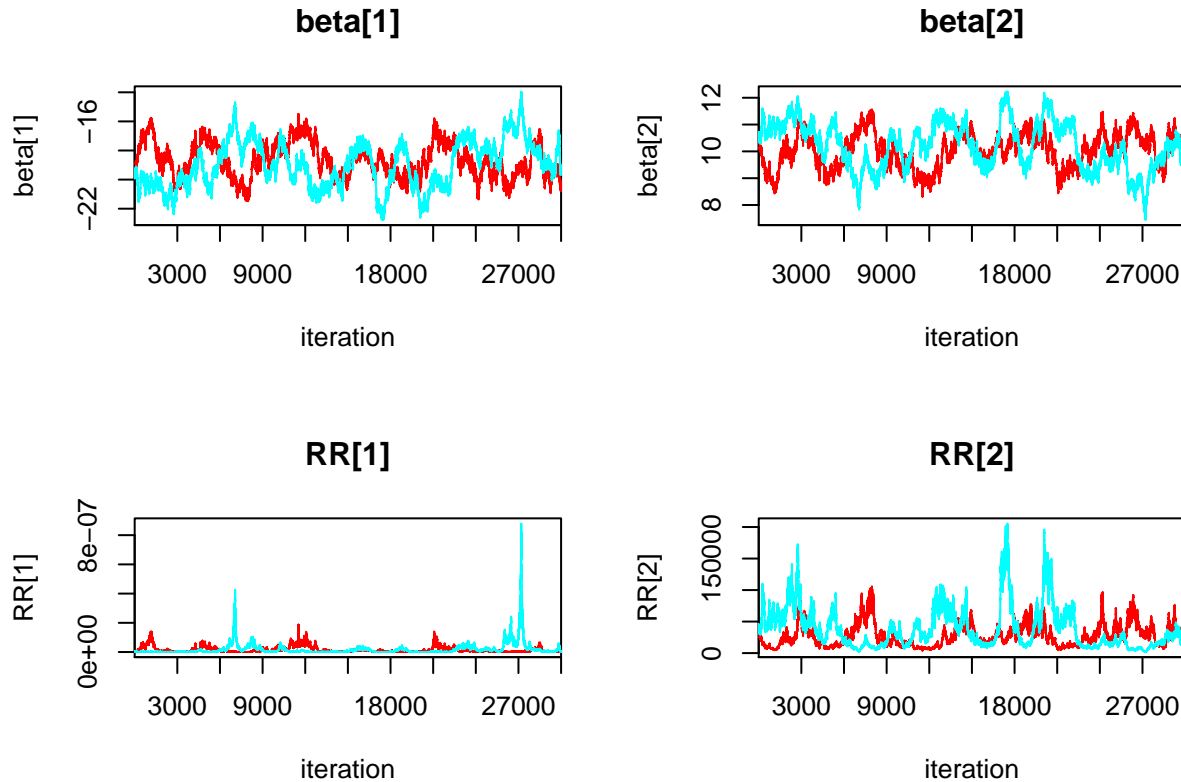 beta[1]
beta[1]
-16
-22
3000 9000 18000 27000
iteration
beta[2]
beta[2]
12
10
8
3000 9000 18000 27000
iteration
RR[1]
RR[1]
8e-07
0e+00
3000 9000 18000 27000
iteration
RR[2]
RR[2]
150000
0
3000 9000 18000 27000
iteration